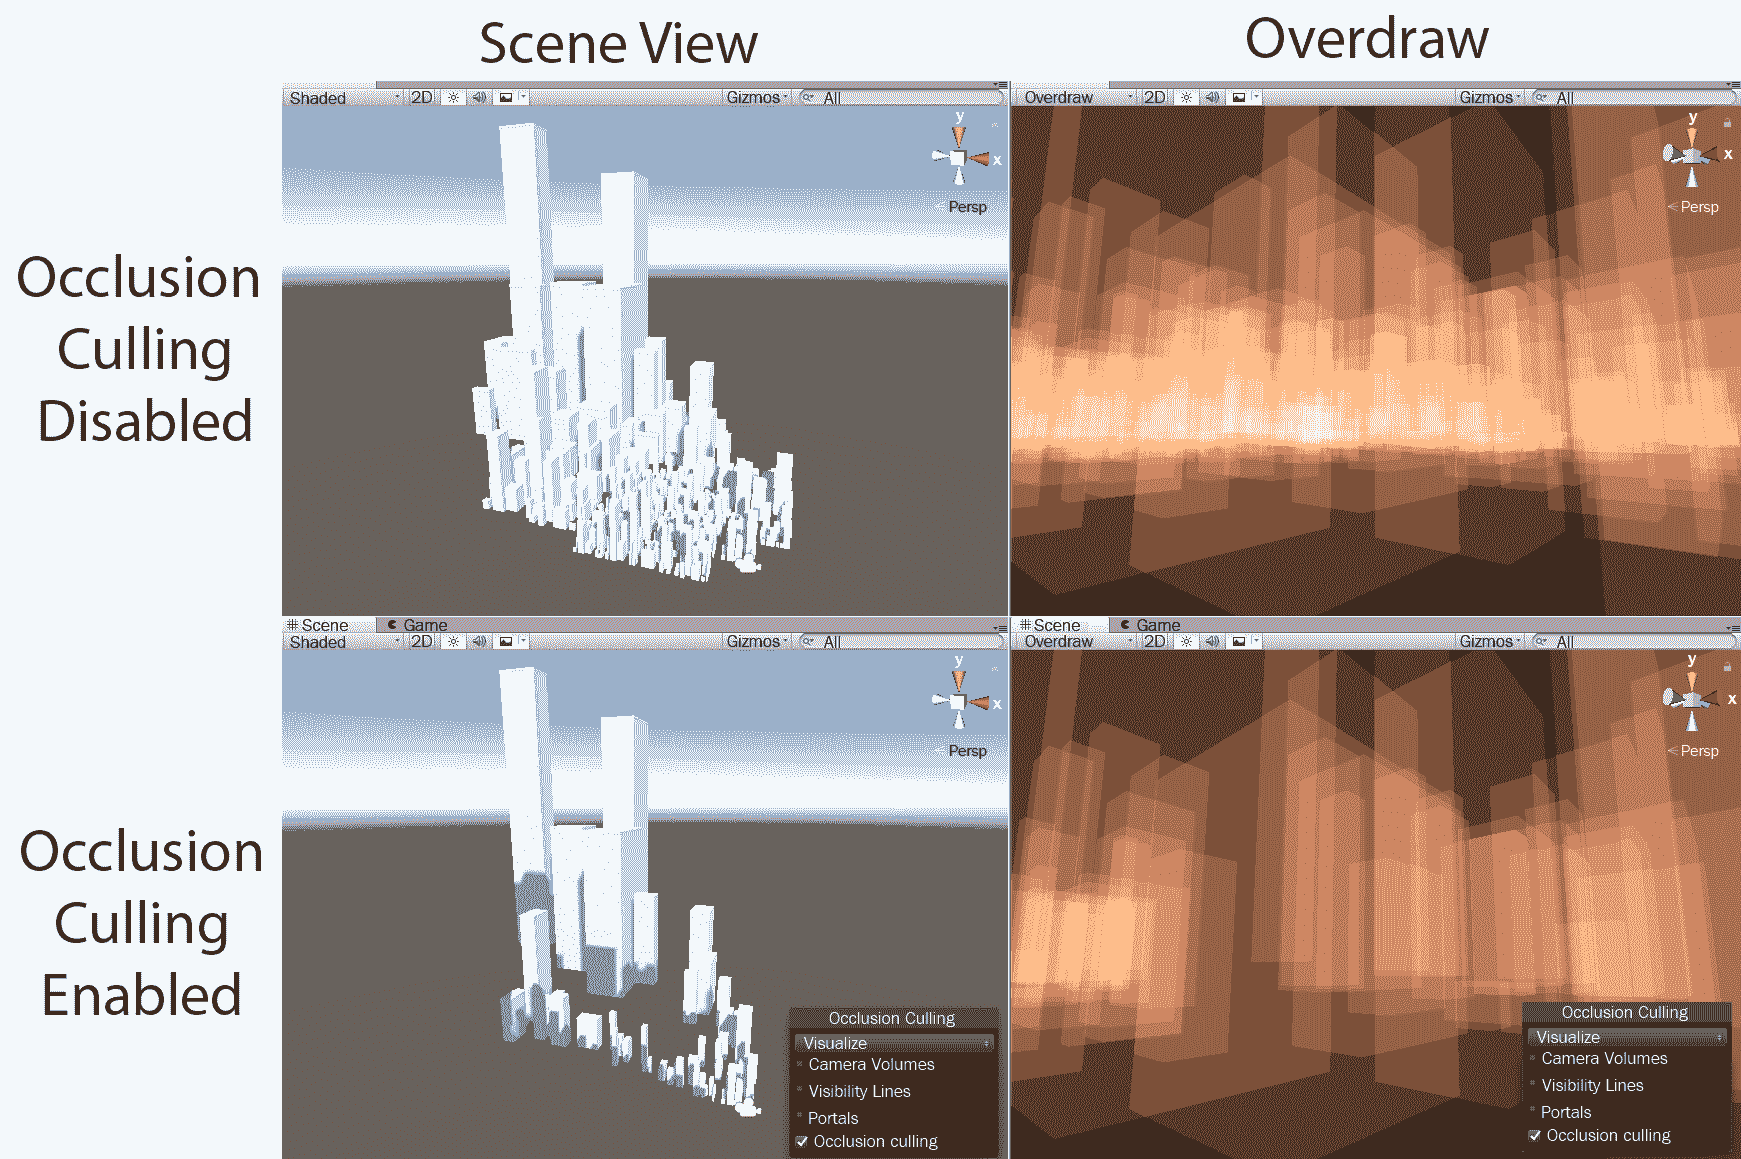 Scene View
Overdraw
Occlusion
Culling
Disabled
Shaded 2D Gizmos All
y
x
Persp
Overdraw 2D Gizmos All
y
x
Persp
Occlusion
Culling
Enabled
Scene Game
Shaded 2D Gizmos All
y
x
Persp
Occlusion Culling
Visualize
Camera Volumes
Visibility Lines
Portals
Occlusion culling
Scene Game
Overdraw 2D Gizmos All
y
x
Persp
Occlusion Culling
Visualize
Camera Volumes
Visibility Lines
Portals
Occlusion culling